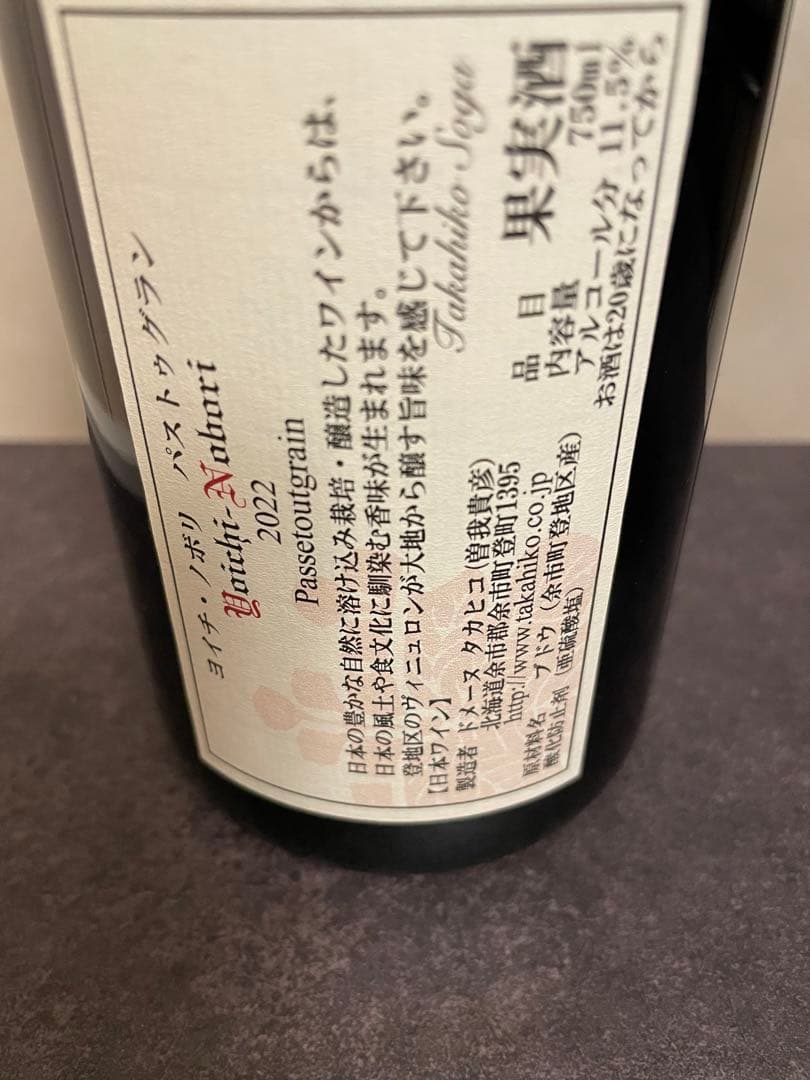 ヨイチ・ノボリ パストゥグラン
Yoichi-Nobori
2022
Passetoutgrain
日本の豊かな自然に溶け込み栽培・醸造したワインからは、
日本の風土や食文化に馴染む香味が生まれます。
登地区のヴィニュロンが大地から醸す旨味を感じて下さい。
Takahiko Soga
【日本ワイン】
製造者 ドメーヌ タカヒコ(曽我貴彦)
北海道余市郡余市町登町1395
http://www.takahiko.co.jp
原材料名 ブドウ(余市町登地区産)
酸化防止剤(亜硫酸塩)
品目 果実酒
内容量 750ml
アルコール分 11.5%
お酒は20歳になってから